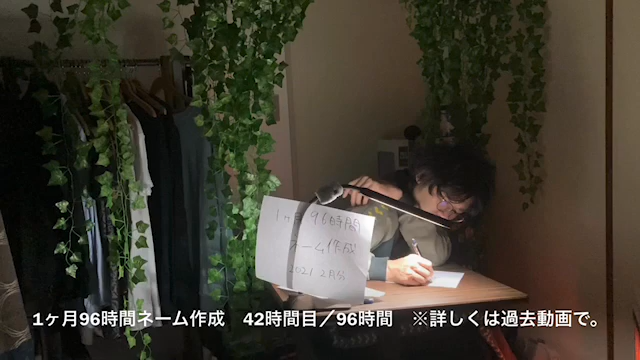 1ヶ月96時間
ネーム作成
2021 2月分
1ヶ月96時間ネーム作成 42時間目／96時間 ※詳しくは過去動画で。